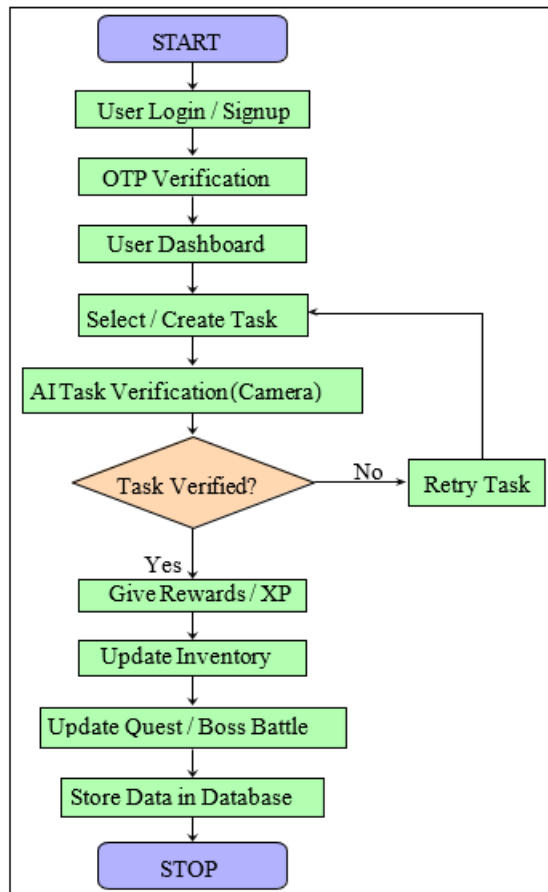 START
User Login / Signup
OTP Verification
User Dashboard
Select / Create Task
AI Task Verification(Camera)
Task Verified?
No
Retry Task
Yes
Give Rewards / XP
Update Inventory
Update Quest / Boss Battle
Store Data in Database
STOP